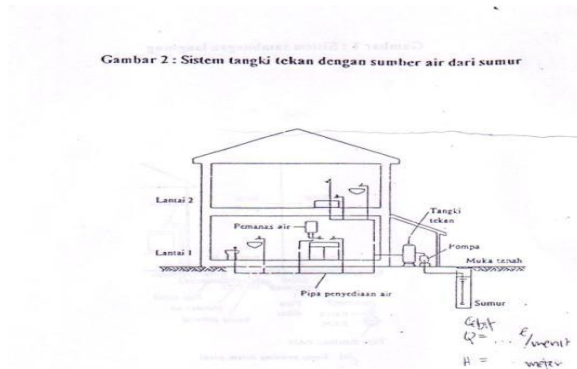 Gambar 2 : Sistem tangki tekan dengan sumber air dari sumur
Lantai 2
Pemanas air
Tangki
tekan
Lantai 1
Pompa
Muka tanah
Pipa penyediaan air
Sumur
debit
Q = ... l/menit
H = meter